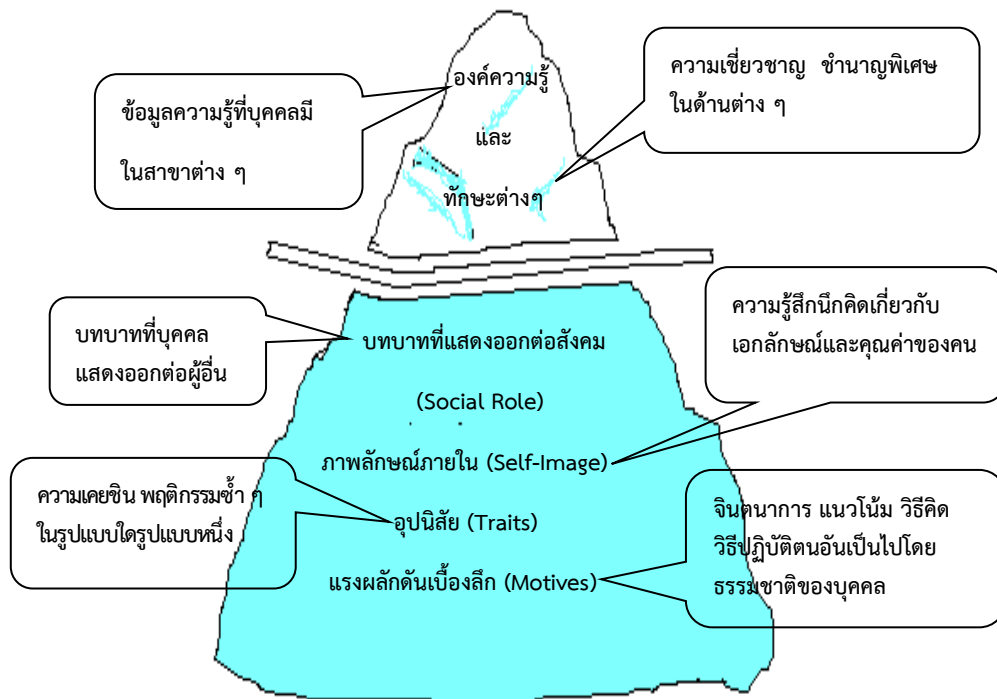 องค์ความรู้
และ
ทักษะต่างๆ
ข้อมูลความรู้ที่บุคคลมี
ในสาขาต่าง ๆ
ความเชี่ยวชาญ ชำนาญพิเศษ
ในด้านต่าง ๆ
บทบาทที่บุคคล
แสดงออกต่อผู้อื่น
บทบาทที่แสดงออกต่อสังคม
(Social Role)
ความรู้สึกนึกคิดเกี่ยวกับ
เอกลักษณ์และคุณค่าของคน
ภาพลักษณ์ภายใน (Self-Image)
ความเคยชิน พฤติกรรมซ้ำ ๆ
ในรูปแบบใดรูปแบบหนึ่ง
อุปนิสัย (Traits)
แรงผลักดันเบื้องลึก (Motives)
จินตนาการ แนวโน้ม วิธีคิด
วิธีปฏิบัติตนอันเป็นไปโดย
ธรรมชาติของบุคคล